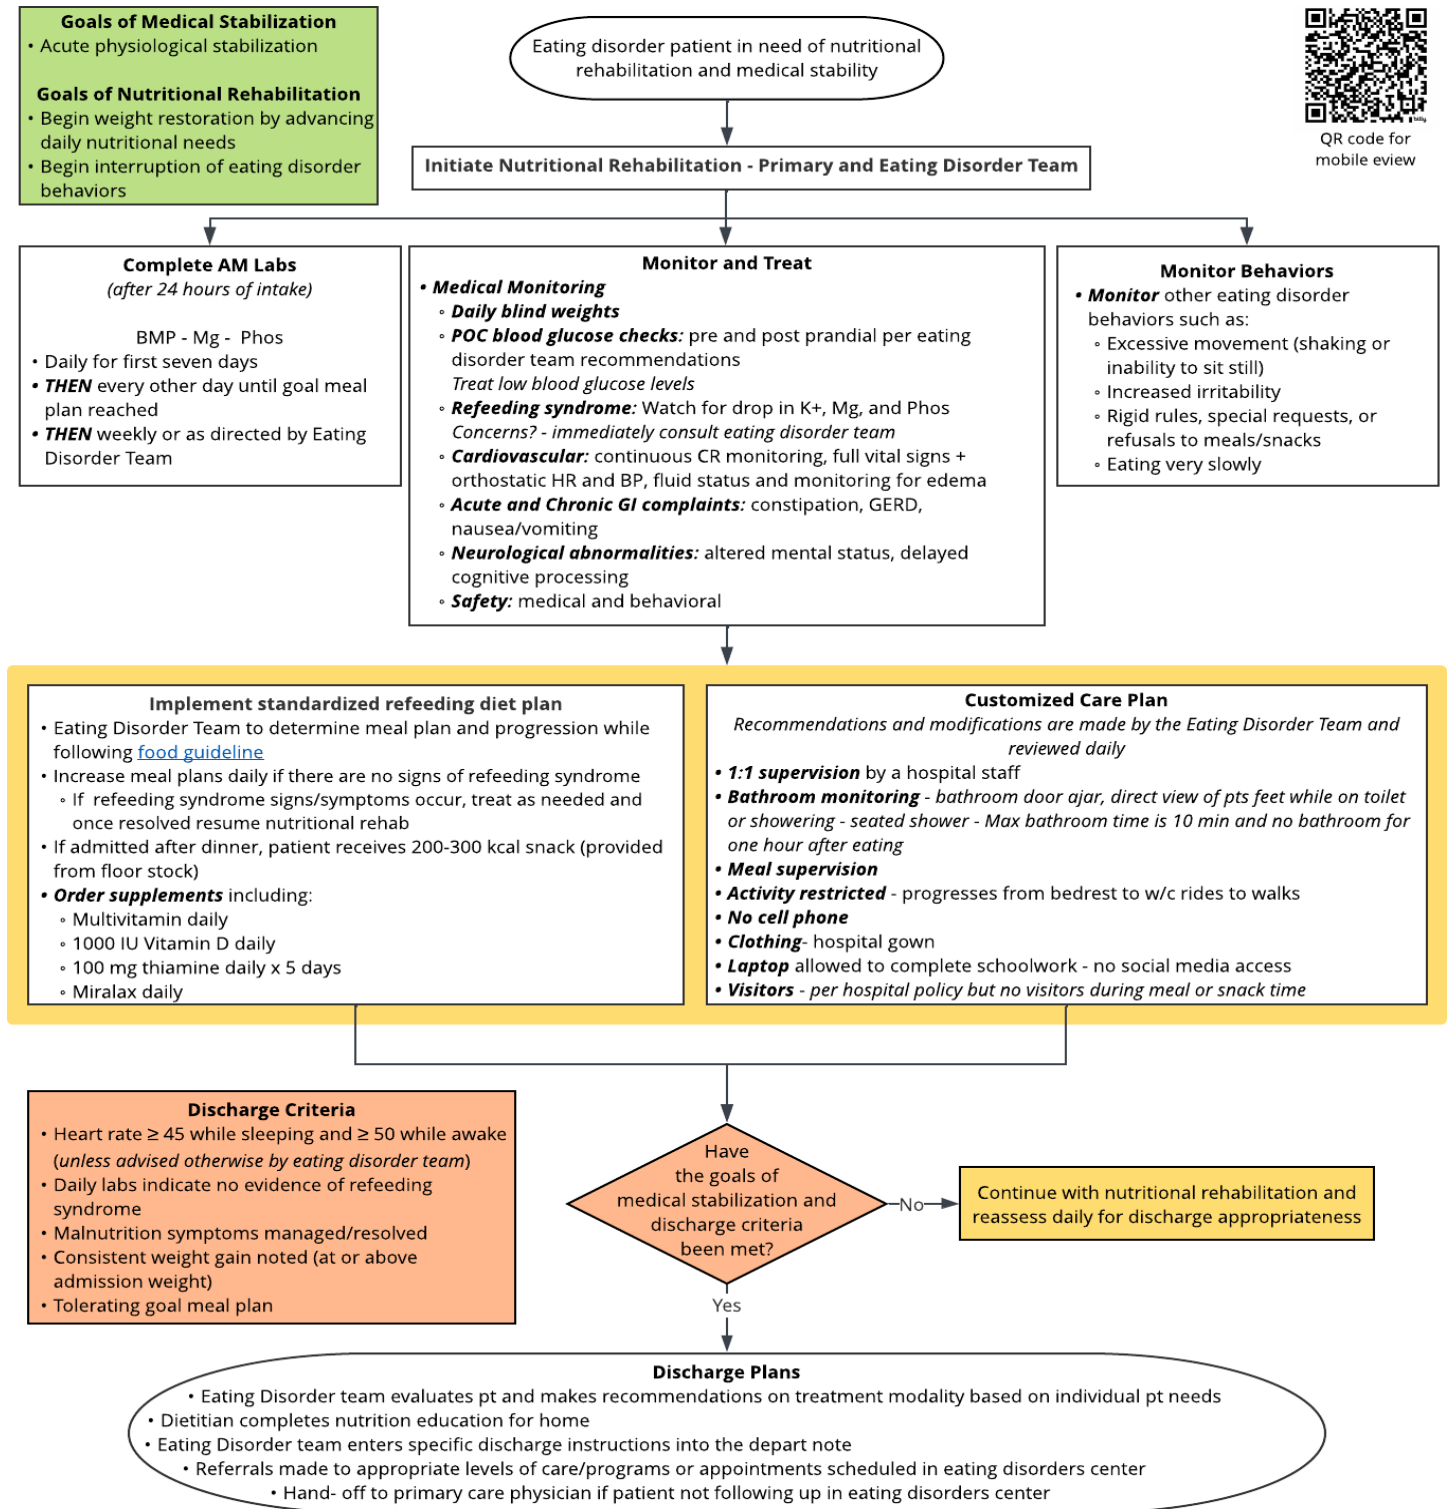 Goals of Medical Stabilization
• Acute physiological stabilization
Goals of Nutritional Rehabilitation
• Begin weight restoration by advancing
daily nutritional needs
• Begin interruption of eating disorder
behaviors
Eating disorder patient in need of nutritional
rehabilitation and medical stability
QR code for
mobile eview
Initiate Nutritional Rehabilitation - Primary and Eating Disorder Team
Complete AM Labs
(after 24 hours of intake)
BMP - Mg - Phos
• Daily for first seven days
• THEN every other day until goal meal
plan reached
• THEN weekly or as directed by Eating
Disorder Team
Monitor and Treat
• Medical Monitoring
◦ Daily blind weights
◦ POC blood glucose checks: pre and post prandial per eating
disorder team recommendations
Treat low blood glucose levels
◦ Refeeding syndrome: Watch for drop in K+, Mg, and Phos
Concerns? - immediately consult eating disorder team
◦ Cardiovascular: continuous CR monitoring, full vital signs +
orthostatic HR and BP, fluid status and monitoring for edema
◦ Acute and Chronic GI complaints: constipation, GERD,
nausea/vomiting
◦ Neurological abnormalities: altered mental status, delayed
cognitive processing
◦ Safety: medical and behavioral
Monitor Behaviors
• Monitor other eating disorder
behaviors such as:
◦ Excessive movement (shaking or
inability to sit still)
◦ Increased irritability
◦ Rigid rules, special requests, or
refusals to meals/snacks
◦ Eating very slowly
Implement standardized refeeding diet plan
• Eating Disorder Team to determine meal plan and progression while
following food guideline
• Increase meal plans daily if there are no signs of refeeding syndrome
◦ If refeeding syndrome signs/symptoms occur, treat as needed and
once resolved resume nutritional rehab
• If admitted after dinner, patient receives 200-300 kcal snack (provided
from floor stock)
• Order supplements including:
◦ Multivitamin daily
◦ 1000 IU Vitamin D daily
◦ 100 mg thiamine daily x 5 days
◦ Miralax daily
Customized Care Plan
Recommendations and modifications are made by the Eating Disorder Team and
reviewed daily
• 1:1 supervision by a hospital staff
• Bathroom monitoring - bathroom door ajar, direct view of pts feet while on toilet
or showering - seated shower - Max bathroom time is 10 min and no bathroom for
one hour after eating
• Meal supervision
• Activity restricted - progresses from bedrest to w/c rides to walks
• No cell phone
• Clothing- hospital gown
• Laptop allowed to complete schoolwork - no social media access
• Visitors - per hospital policy but no visitors during meal or snack time
Discharge Criteria
• Heart rate ≥ 45 while sleeping and ≥ 50 while awake
(unless advised otherwise by eating disorder team)
• Daily labs indicate no evidence of refeeding
syndrome
• Malnutrition symptoms managed/resolved
• Consistent weight gain noted (at or above
admission weight)
• Tolerating goal meal plan
Have
the goals of
medical stabilization and
discharge criteria
been met?
No
Continue with nutritional rehabilitation and
reassess daily for discharge appropriateness
Yes
Discharge Plans
• Eating Disorder team evaluates pt and makes recommendations on treatment modality based on individual pt needs
• Dietitian completes nutrition education for home
• Eating Disorder team enters specific discharge instructions into the depart note
• Referrals made to appropriate levels of care/programs or appointments scheduled in eating disorders center
• Hand- off to primary care physician if patient not following up in eating disorders center